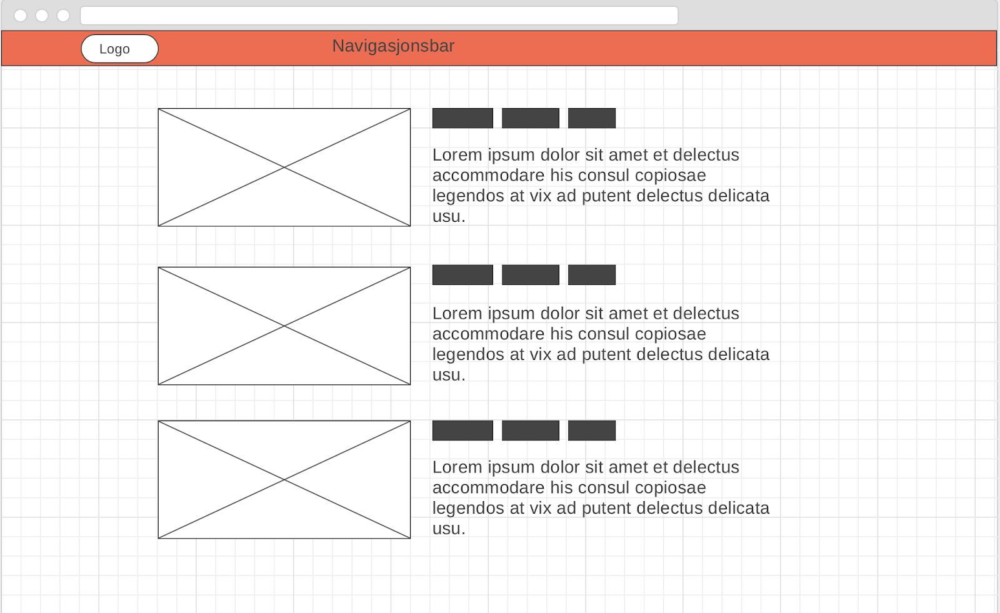 Logo
Navigasjonsbar
Lorem ipsum dolor sit amet et delectus
accommodare his consul copiosae
legendos at vix ad putent delectus delicata
usu.
Lorem ipsum dolor sit amet et delectus
accommodare his consul copiosae
legendos at vix ad putent delectus delicata
usu.
Lorem ipsum dolor sit amet et delectus
accommodare his consul copiosae
legendos at vix ad putent delectus delicata
usu.